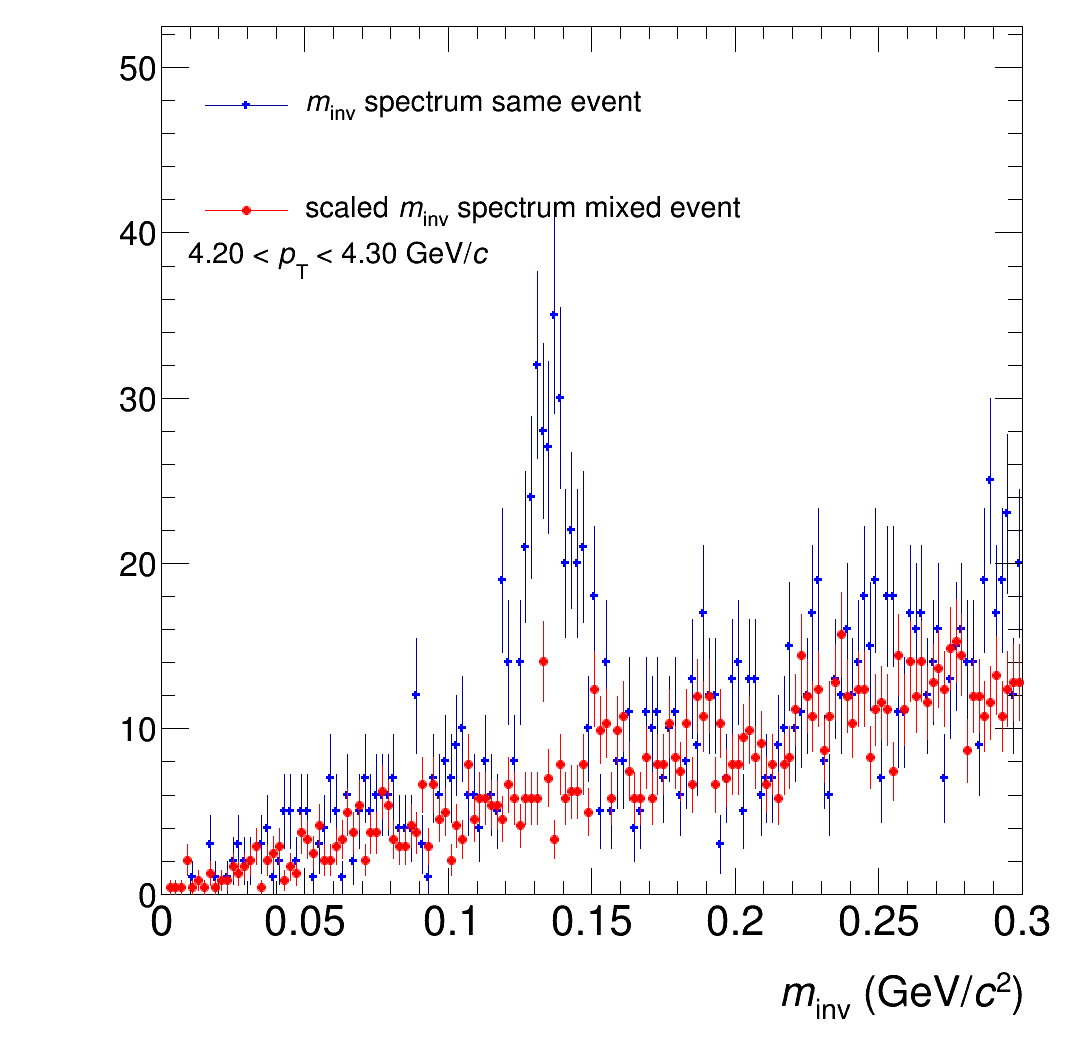 50
m_inv spectrum same event
scaled m_inv spectrum mixed event
40
4.20 < p_T < 4.30 GeV/c
30
20
10
0
0 0.05 0.1 0.15 0.2 0.25 0.3
m_inv (GeV/c²)